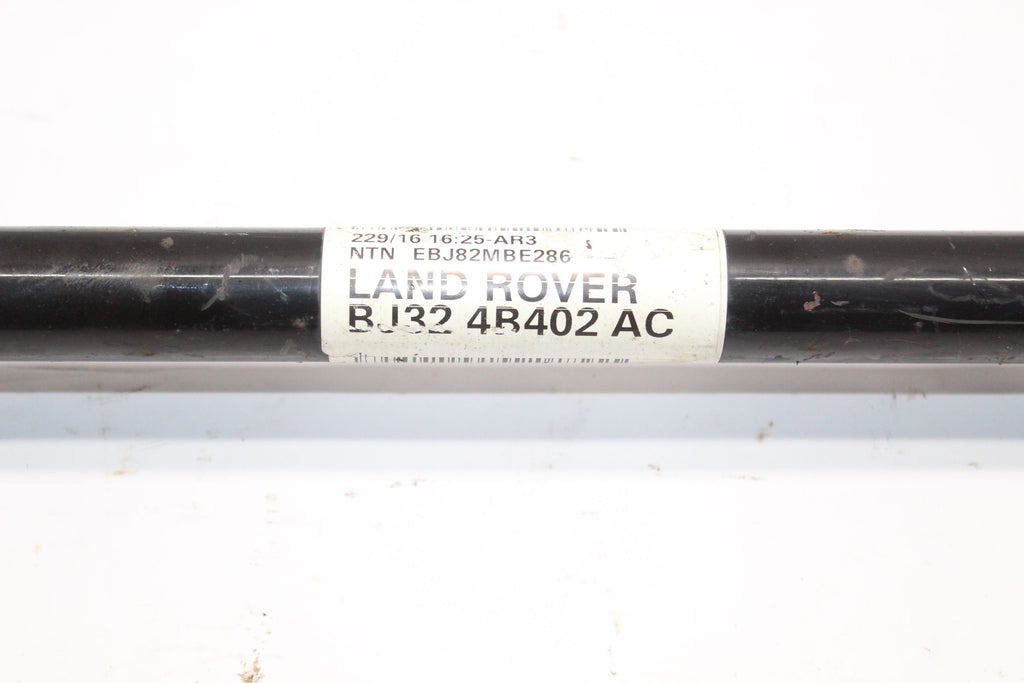 229/16 16:25-AR3
NTN EBJ82MBE286
LAND ROVER
BJ32 4B402 AC